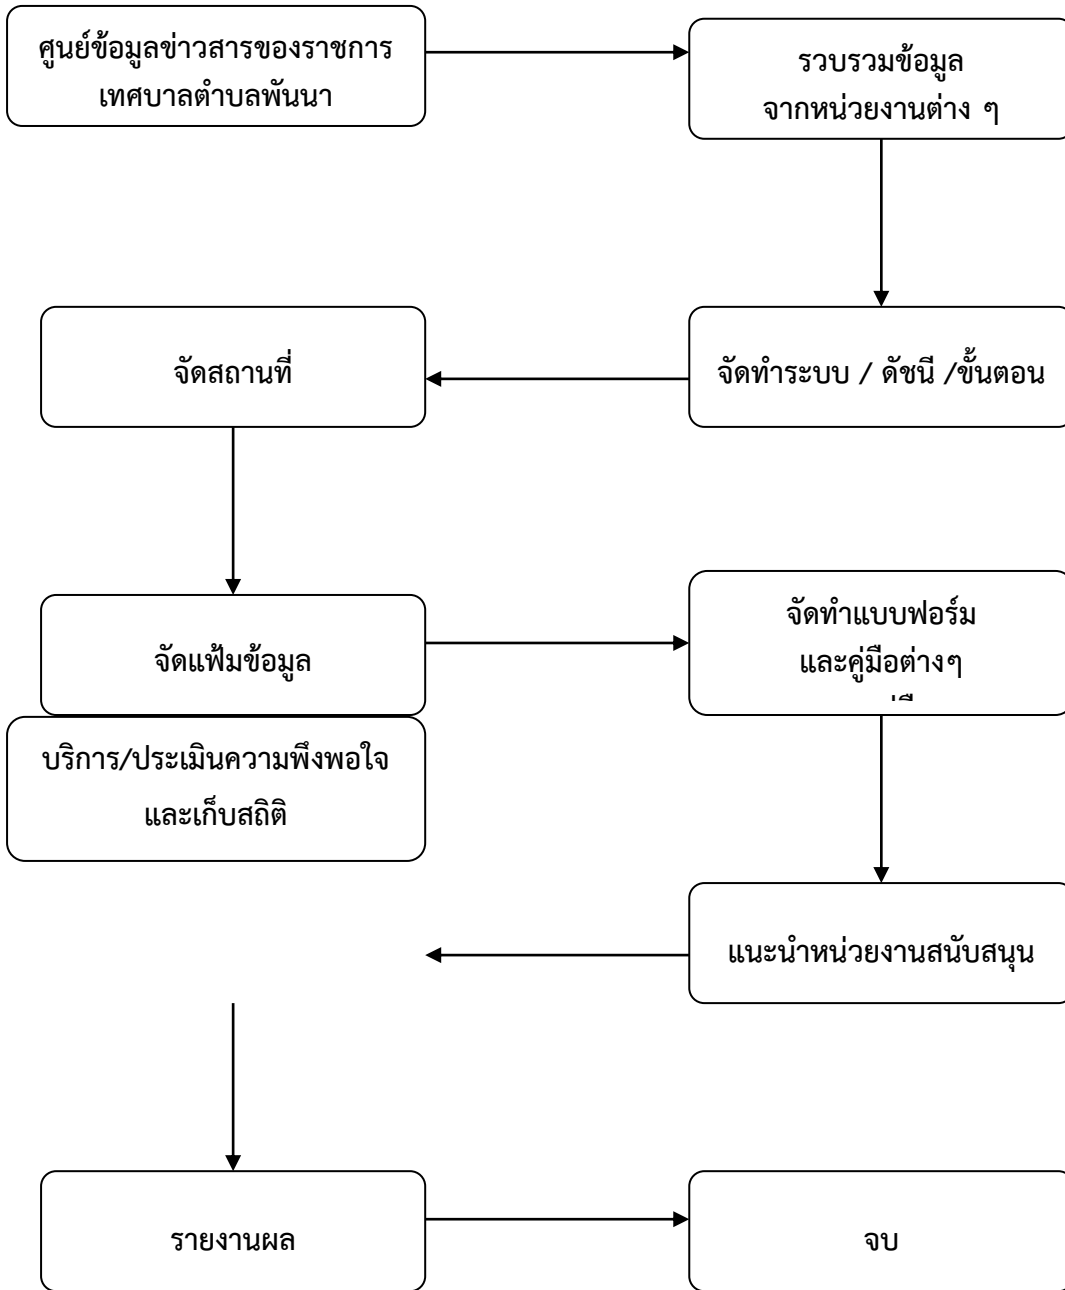 ศูนย์ข้อมูลข่าวสารของราชการ
เทศบาลตำบลพันนา
รวบรวมข้อมูล
จากหน่วยงานต่าง ๆ
จัดทำระบบ / ดัชนี /ขั้นตอน
จัดสถานที่
จัดแฟ้มข้อมูล
จัดทำแบบฟอร์ม
และคู่มือต่างๆ
แนะนำหน่วยงานสนับสนุน
บริการ/ประเมินความพึงพอใจ
และเก็บสถิติ
รายงานผล
จบ